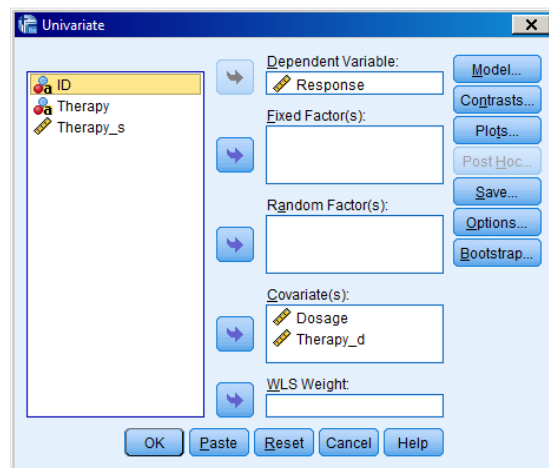 Univariate
ID
Therapy
Therapy_s
Dependent Variable:
Response
Fixed Factor(s):
Random Factor(s):
Covariate(s):
Dosage
Therapy_d
WLS Weight:
Model...
Contrasts...
Plots...
Post Hoc...
Save...
Options...
Bootstrap...
OK
Paste
Reset
Cancel
Help